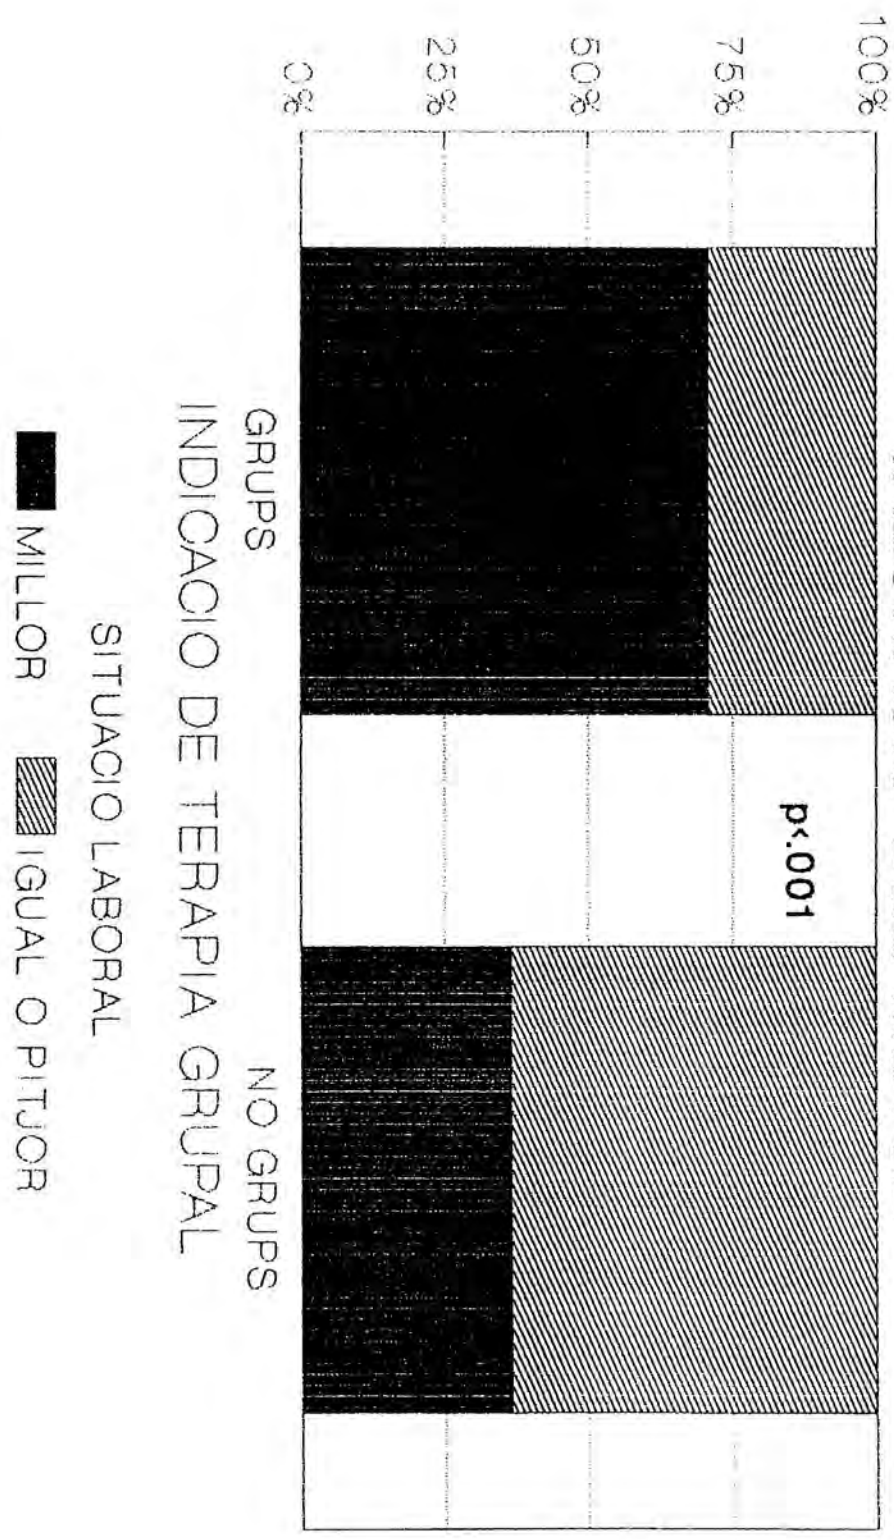 100%
75%
50%
25%
0%
p<.001
GRUPS
NO GRUPS
INDICACIO DE TERAPIA GRUPAL
SITUACIO LABORAL
MILLOR
IGUAL O PITJOR